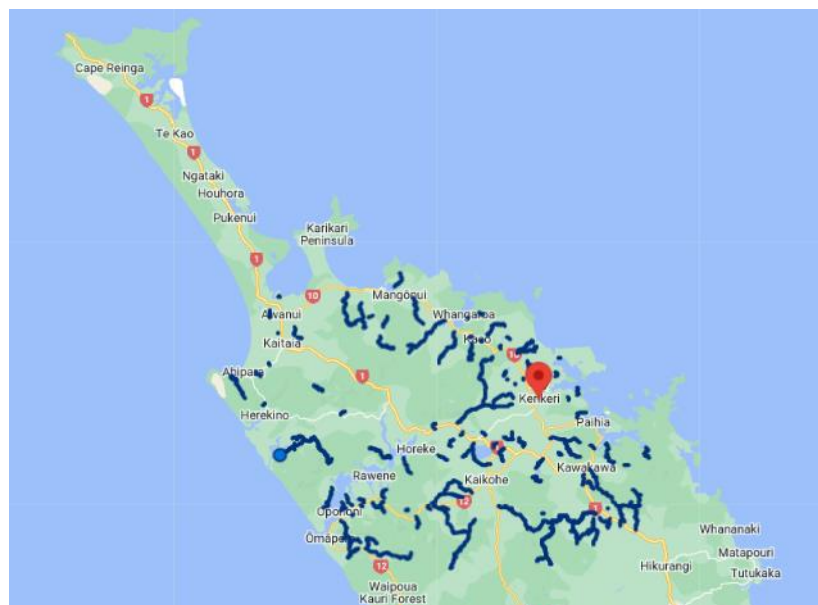 Cape Reinga
1
Te Kao
1
Ngataki
Houhora
Pukenui
Karikari
Peninsula
1
10
Mangōnui
Awanui
Whangaroa
Kaeo
Kaitaia
10
1
Ahipara
Kerikeri
Herekino
Paihia
Horeke
1
Kawakawa
Rawene
Kaikohe
12
Opononi
1
Whananaki
Ōmāpere
Matapouri
Hikurangi
Tutukaka
12
Waipoua
Kauri Forest